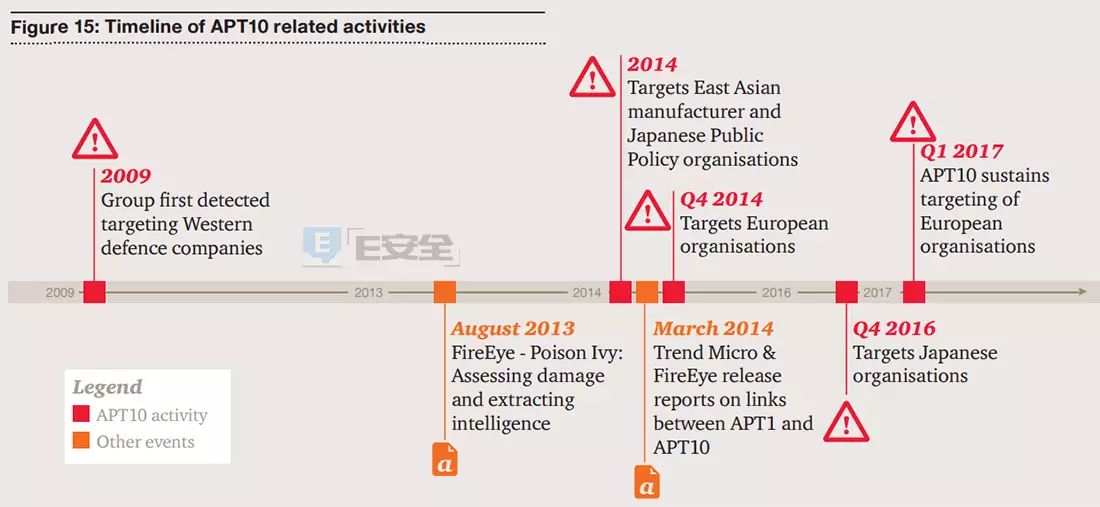 Figure 15: Timeline of APT10 related activities
2009
Group first detected
targeting Western
defence companies
2014
Targets East Asian
manufacturer and
Japanese Public
Policy organisations
Q4 2014
Targets European
organisations
Q1 2017
APT10 sustains
targeting of
European
organisations
E
E安全
2009
2013
2014
2016
2017
August 2013
FireEye - Poison Ivy:
Assessing damage
and extracting
intelligence
a
March 2014
Trend Micro &
FireEye release
reports on links
between APT1 and
APT10
a
Q4 2016
Targets Japanese
organisations
Legend
APT10 activity
Other events